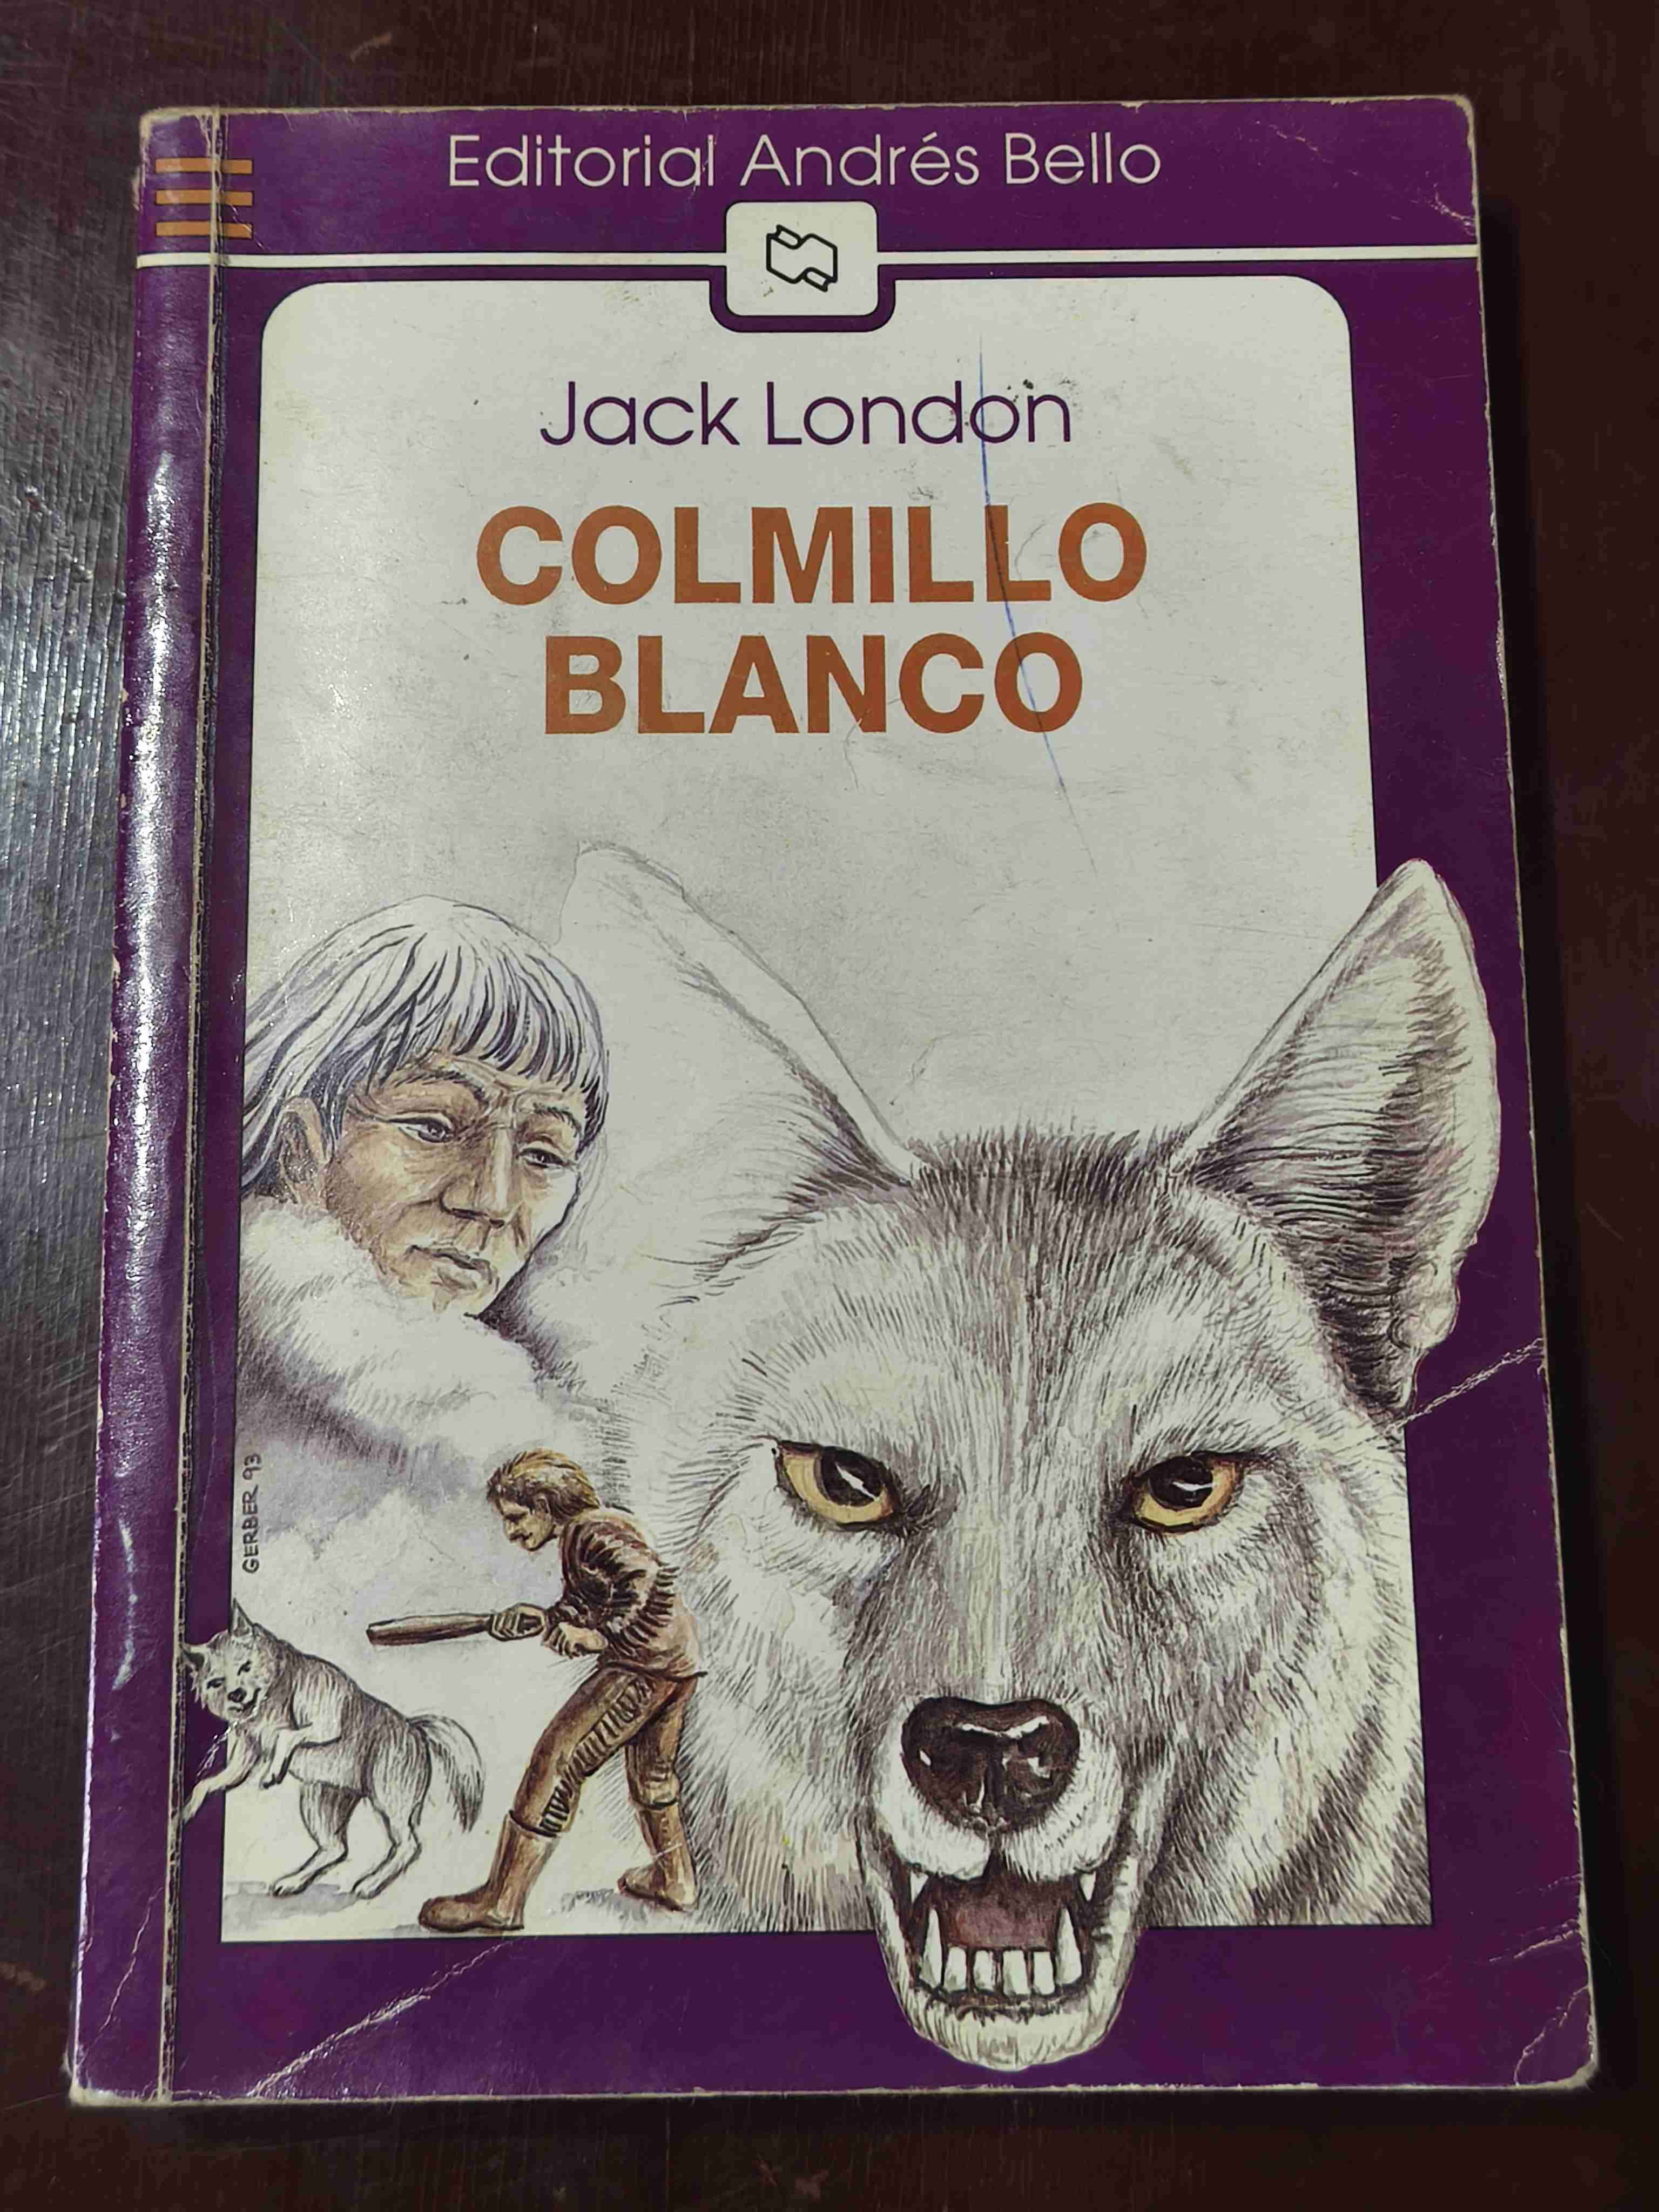 Editorial Andrés Bello
Jack London
COLMILLO
BLANCO
GERBER 93